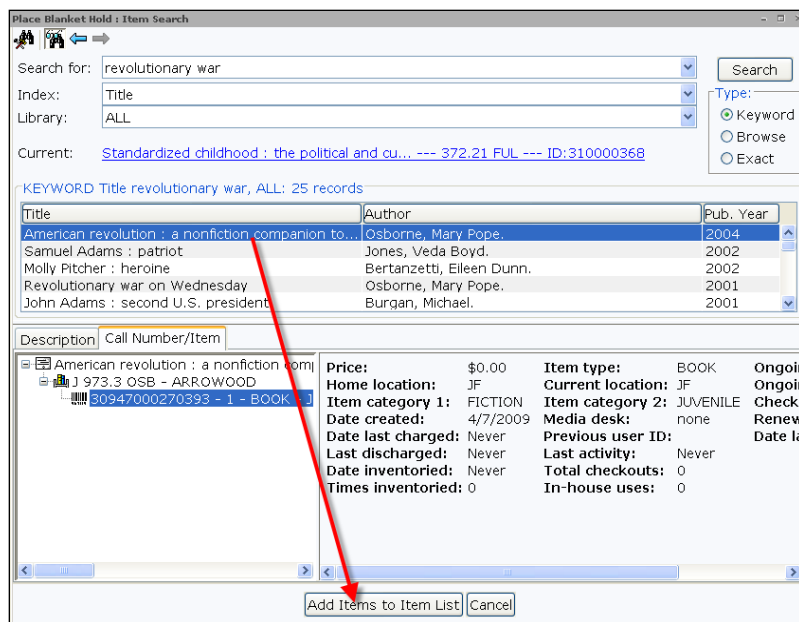 Place Blanket Hold : Item Search
Search for: revolutionary war Search
Index: Title Type:
Library: ALL Keyword
Browse
Current: Standardized childhood : the political and cu... --- 372.21 FUL --- ID:310000368 Exact
KEYWORD Title revolutionary war, ALL: 25 records
Title Author Pub. Year
American revolution : a nonfiction companion to... Osborne, Mary Pope. 2004
Samuel Adams : patriot Jones, Veda Boyd. 2002
Molly Pitcher : heroine Bertanzetti, Eileen Dunn. 2002
Revolutionary war on Wednesday Osborne, Mary Pope. 2001
John Adams : second U.S. president Burgan, Michael. 2001
Description Call Number/Item
American revolution : a nonfiction com Price: $0.00 Item type: BOOK Ongoi
J 973.3 OSB - ARROWOOD Home location: JF Current location: JF Ongoi
30947000270393 - 1 - BOOK - J Item category 1: FICTION Item category 2: JUVENILE Check
Date created: 4/7/2009 Media desk: none Renew
Date last charged: Never Previous user ID: Date la
Last discharged: Never Last activity: Never
Date inventoried: Never Total checkouts: 0
Times inventoried: 0 In-house uses: 0
Add Items to Item List Cancel